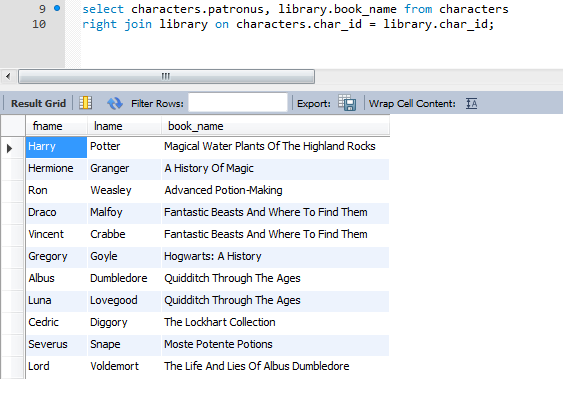 9 select characters.patronus, library.book_name from characters
10 right join library on characters.char_id = library.char_id;
Result Grid Filter Rows: Export: Wrap Cell Content:
fname lname book_name
Harry Potter Magical Water Plants Of The Highland Rocks
Hermione Granger A History Of Magic
Ron Weasley Advanced Potion-Making
Draco Malfoy Fantastic Beasts And Where To Find Them
Vincent Crabbe Fantastic Beasts And Where To Find Them
Gregory Goyle Hogwarts: A History
Albus Dumbledore Quidditch Through The Ages
Luna Lovegood Quidditch Through The Ages
Cedric Diggory The Lockhart Collection
Severus Snape Moste Potente Potions
Lord Voldemort The Life And Lies Of Albus Dumbledore